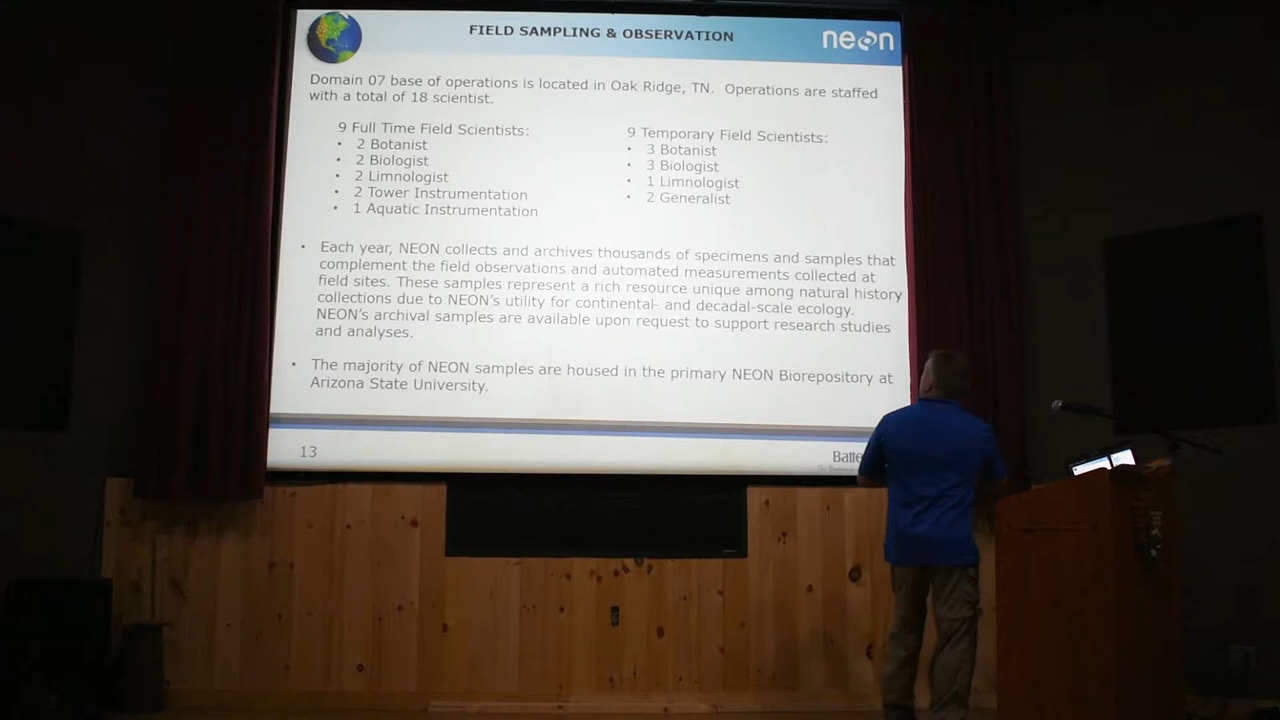 FIELD SAMPLING & OBSERVATION
neon
Domain 07 base of operations is located in Oak Ridge, TN. Operations are staffed
with a total of 18 scientist.
9 Full Time Field Scientists:
• 2 Botanist
• 2 Biologist
• 2 Limnologist
• 2 Tower Instrumentation
• 1 Aquatic Instrumentation
9 Temporary Field Scientists:
• 3 Botanist
• 3 Biologist
• 1 Limnologist
• 2 Generalist
• Each year, NEON collects and archives thousands of specimens and samples that
complement the field observations and automated measurements collected at
field sites. These samples represent a rich resource unique among natural history
collections due to NEON's utility for continental- and decadal-scale ecology.
NEON's archival samples are available upon request to support research studies
and analyses.
• The majority of NEON samples are housed in the primary NEON Biorepository at
Arizona State University.
13